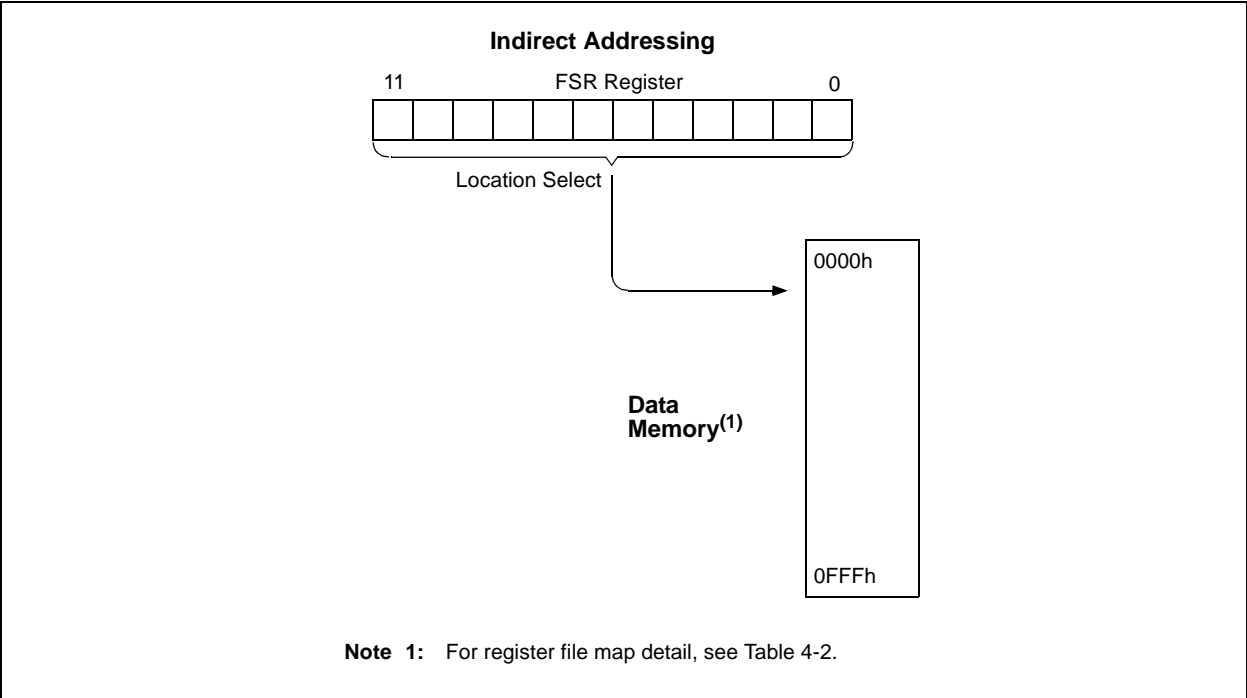 Indirect Addressing
11 FSR Register 0
Location Select
0000h
Data
Memory(1)
0FFFh
Note 1: For register file map detail, see Table 4-2.